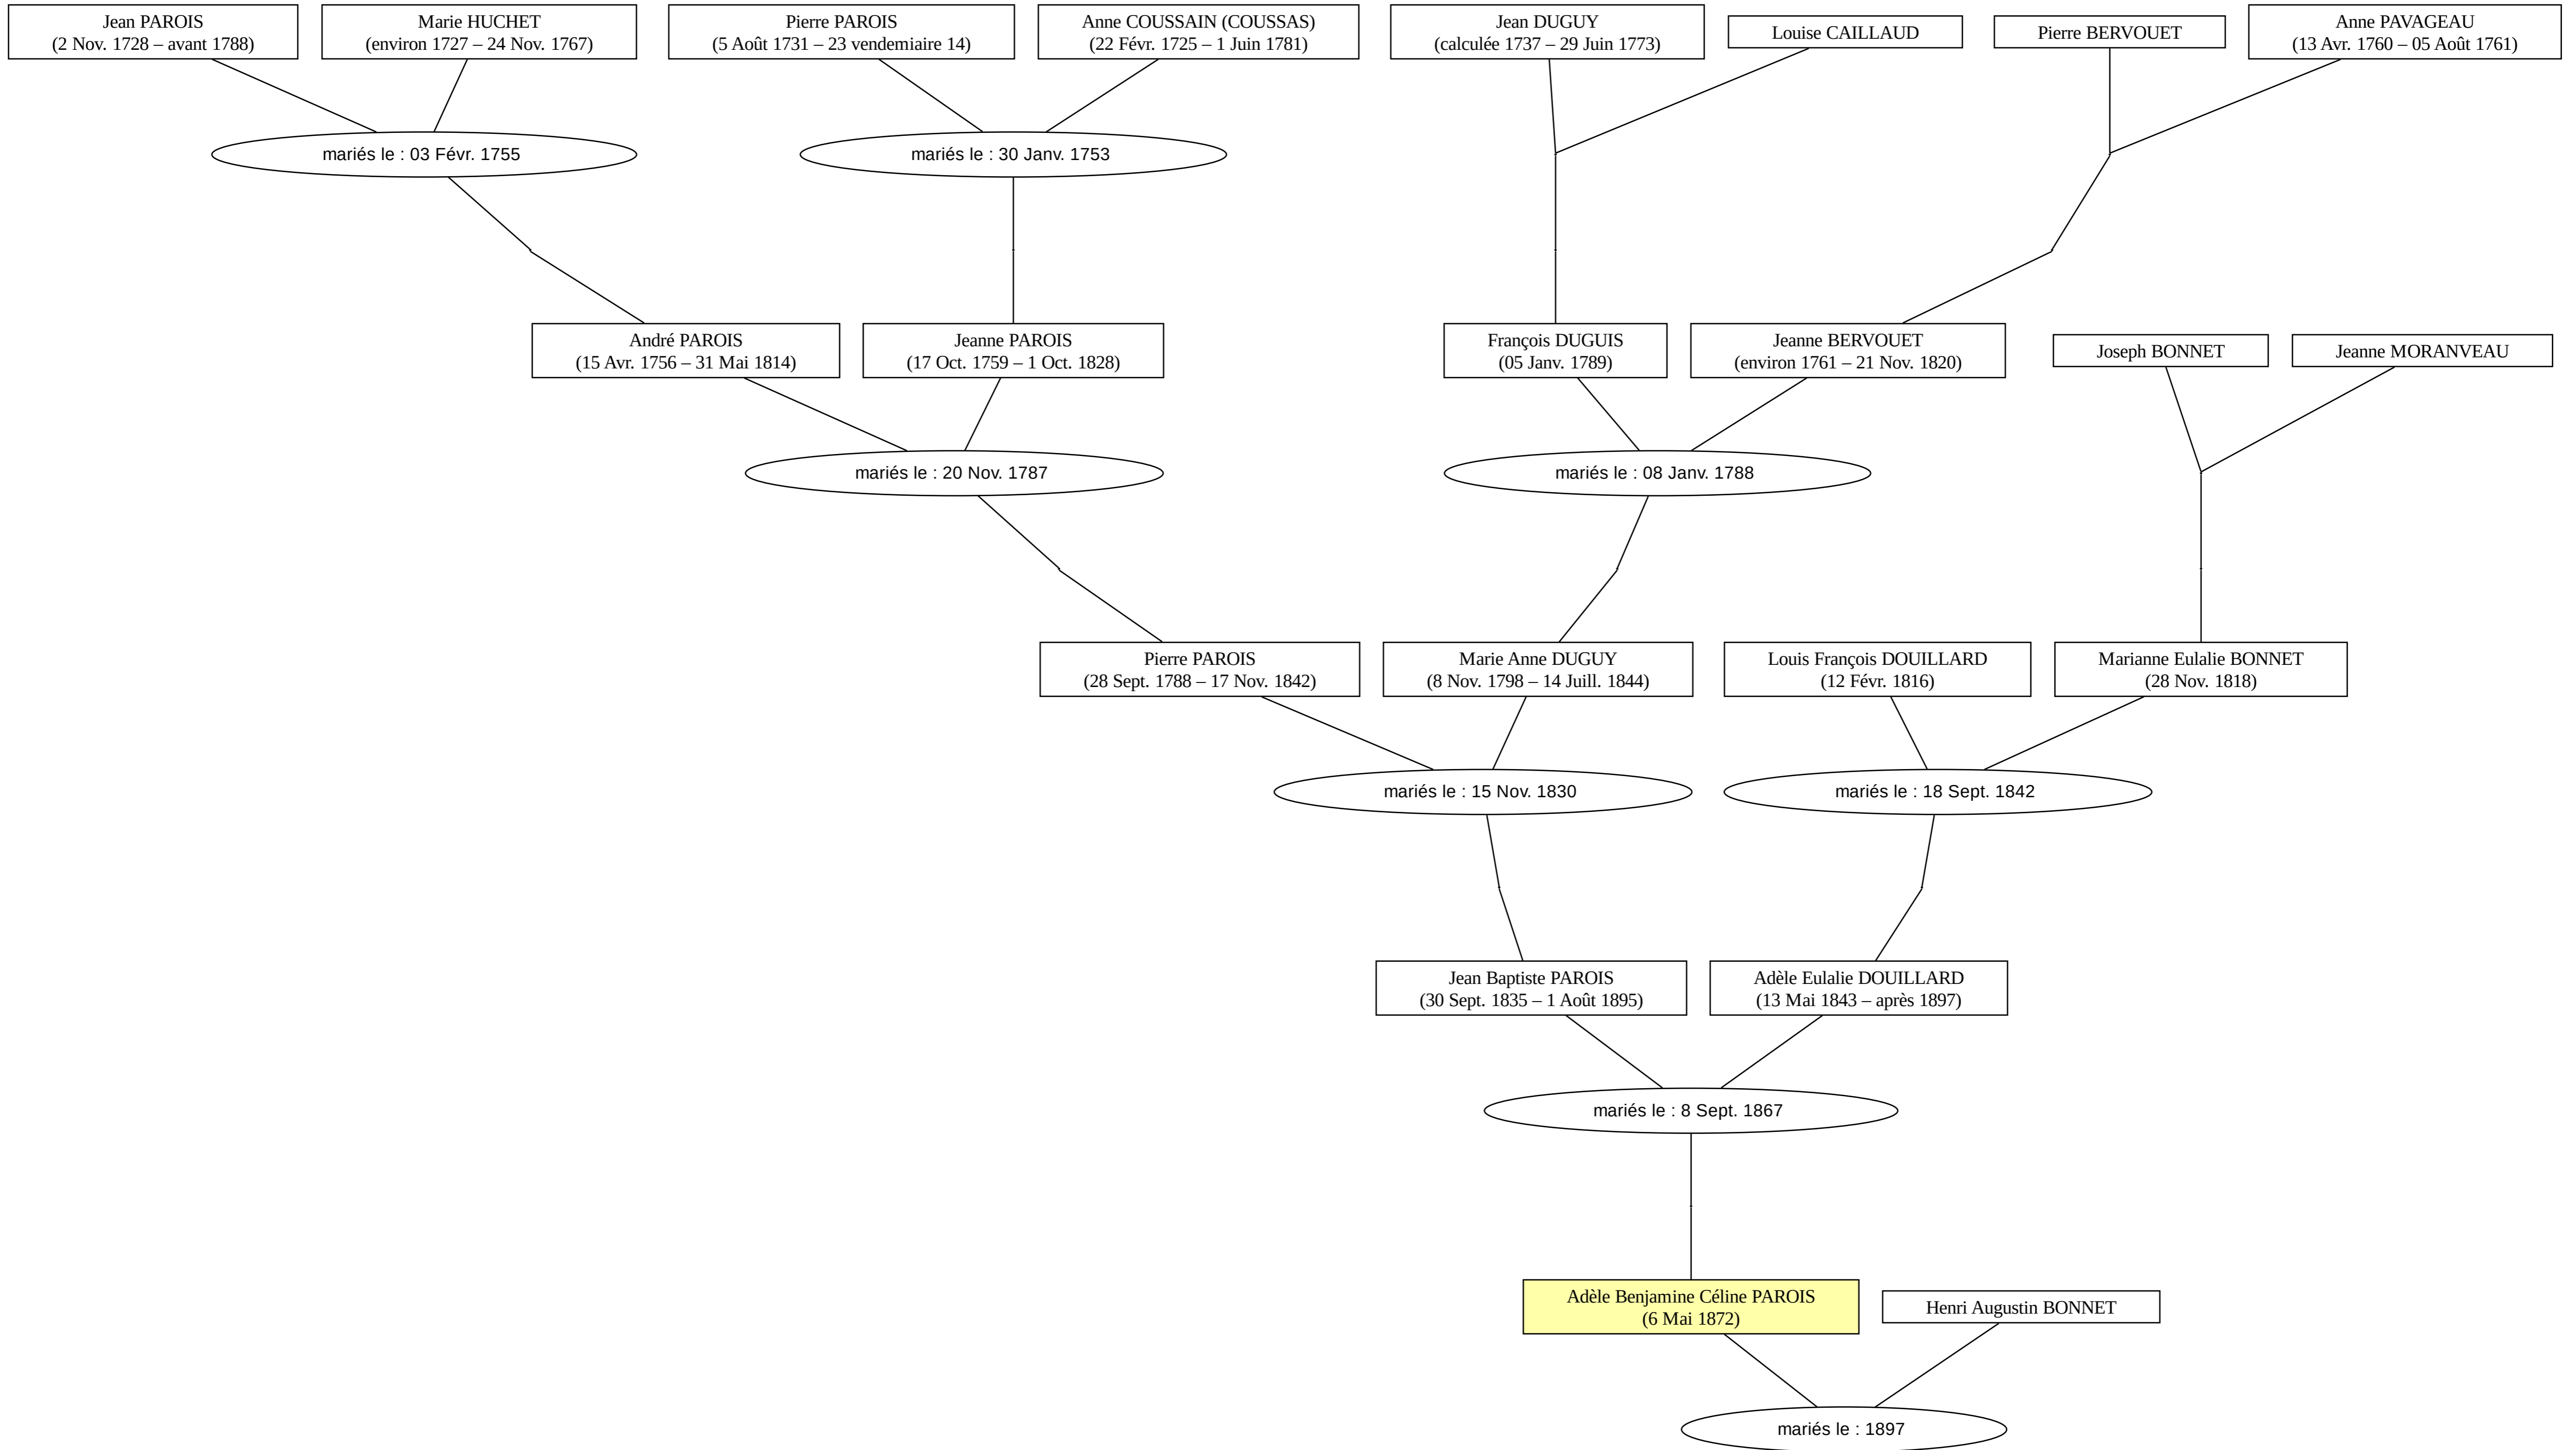 Jean PAROIS
(2 Nov. 1728 – avant 1788)
Marie HUCHET
(environ 1727 – 24 Nov. 1767)
Pierre PAROIS
(5 Août 1731 – 23 vendemiaire 14)
Anne COUSSAIN (COUSSAS)
(22 Févr. 1725 – 1 Juin 1781)
Jean DUGUY
(calculée 1737 – 29 Juin 1773)
Louise CAILLAUD
Pierre BERVOUET
Anne PAVAGEAU
(13 Avr. 1760 – 05 Août 1761)
mariés le : 03 Févr. 1755
mariés le : 30 Janv. 1753
André PAROIS
(15 Avr. 1756 – 31 Mai 1814)
Jeanne PAROIS
(17 Oct. 1759 – 1 Oct. 1828)
François DUGUIS
(05 Janv. 1789)
Jeanne BERVOUET
(environ 1761 – 21 Nov. 1820)
Joseph BONNET
Jeanne MORANVEAU
mariés le : 20 Nov. 1787
mariés le : 08 Janv. 1788
Pierre PAROIS
(28 Sept. 1788 – 17 Nov. 1842)
Marie Anne DUGUY
(8 Nov. 1798 – 14 Juill. 1844)
Louis François DOUILLARD
(12 Févr. 1816)
Marianne Eulalie BONNET
(28 Nov. 1818)
mariés le : 15 Nov. 1830
mariés le : 18 Sept. 1842
Jean Baptiste PAROIS
(30 Sept. 1835 – 1 Août 1895)
Adèle Eulalie DOUILLARD
(13 Mai 1843 – après 1897)
mariés le : 8 Sept. 1867
Adèle Benjamine Céline PAROIS
(6 Mai 1872)
Henri Augustin BONNET
mariés le : 1897